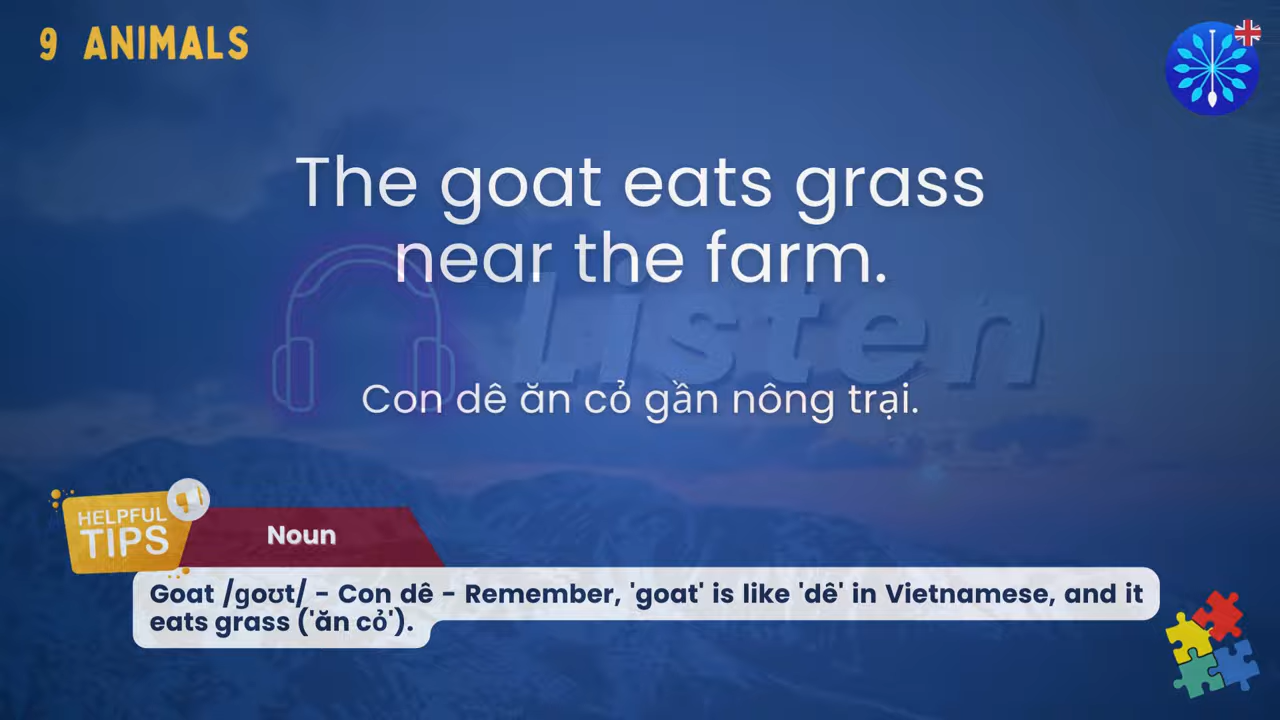 9 ANIMALS
The goat eats grass
near the farm.
Listen
Con dê ăn cỏ gần nông trại.
HELPFUL
TIPS
Noun
Goat /ɡoʊt/ - Con dê - Remember, 'goat' is like 'dê' in Vietnamese, and it
eats grass ('ăn cỏ').